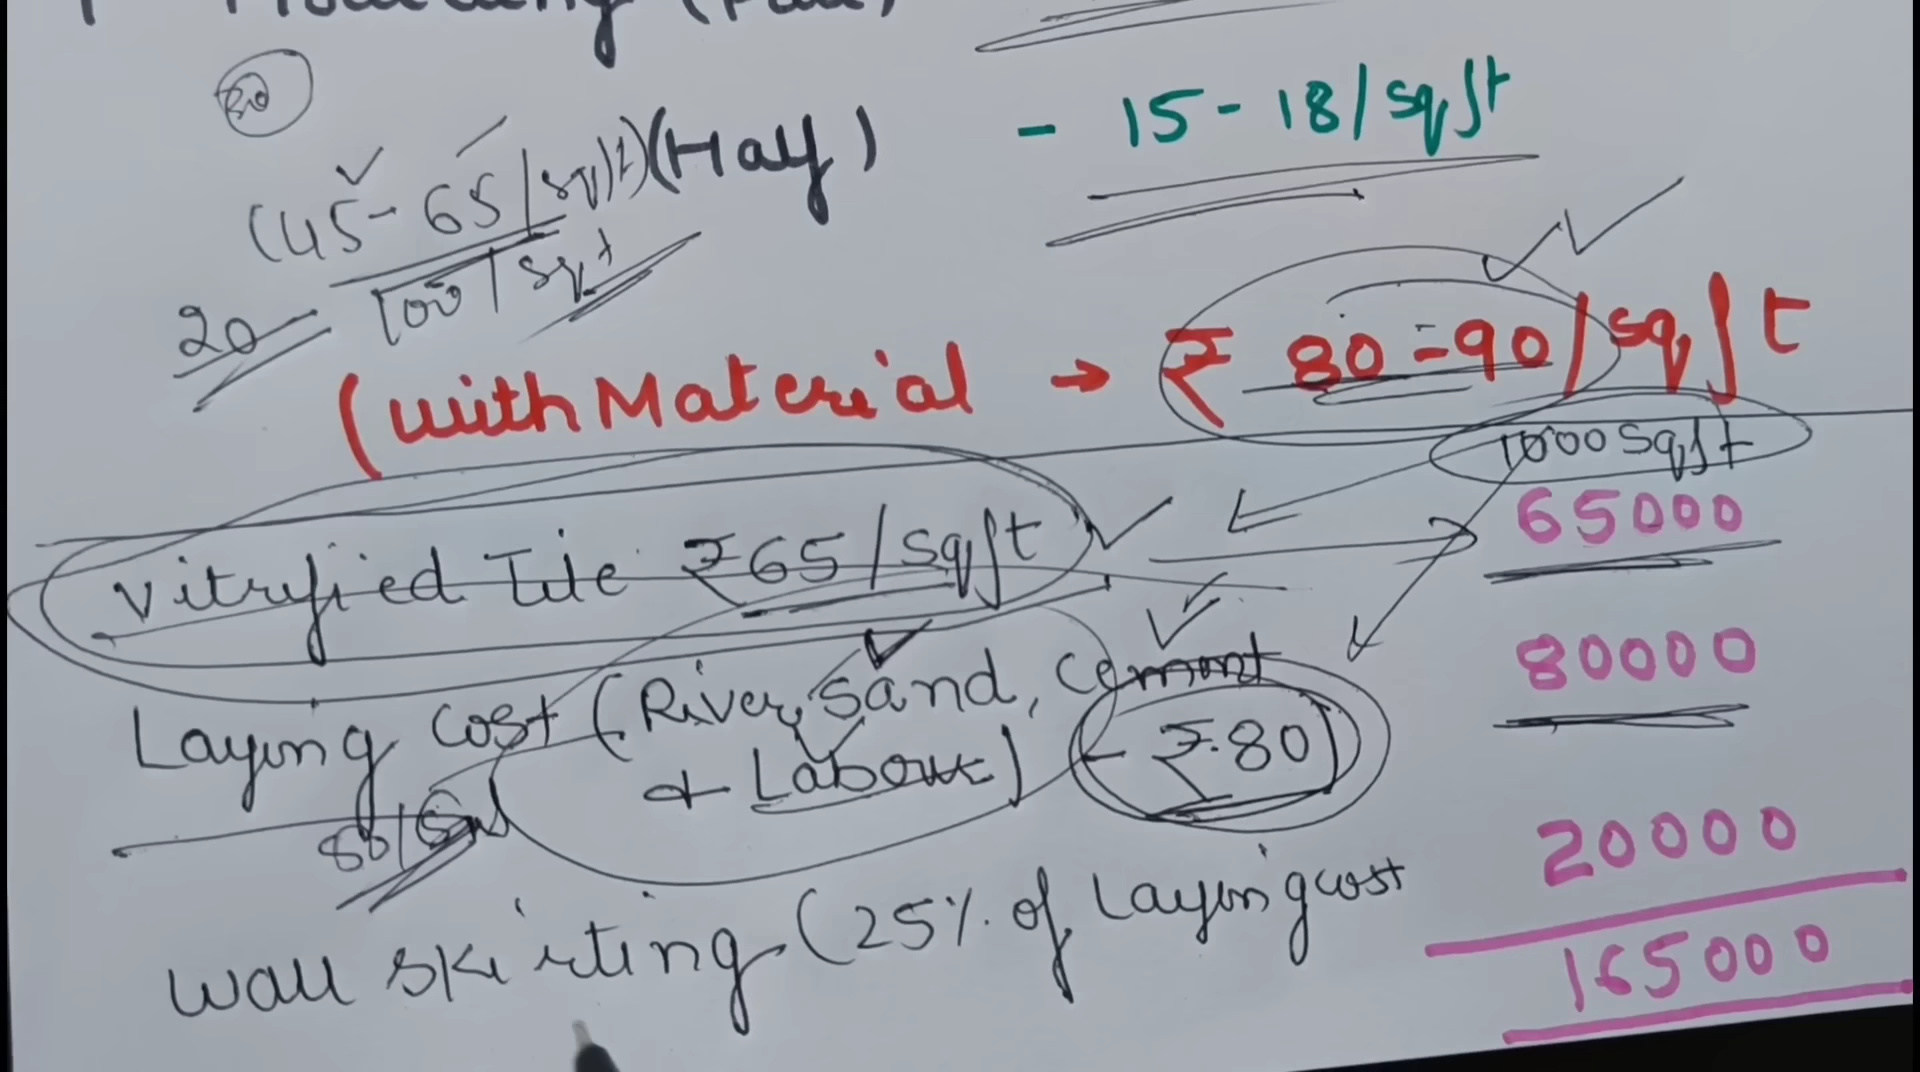 - 15 - 18/sqft
(45 - 65/sqft) (Half)
100/sqft
20
(with Material → ₹ 80 - 90/sqft
1000 sqft
Vitrified Tile ₹65/sqft 65000
Laying Cost (River sand, cement 80000
+ Labour) - ₹.80
80/
20000
wall skirting (25% of Laying cost
165000